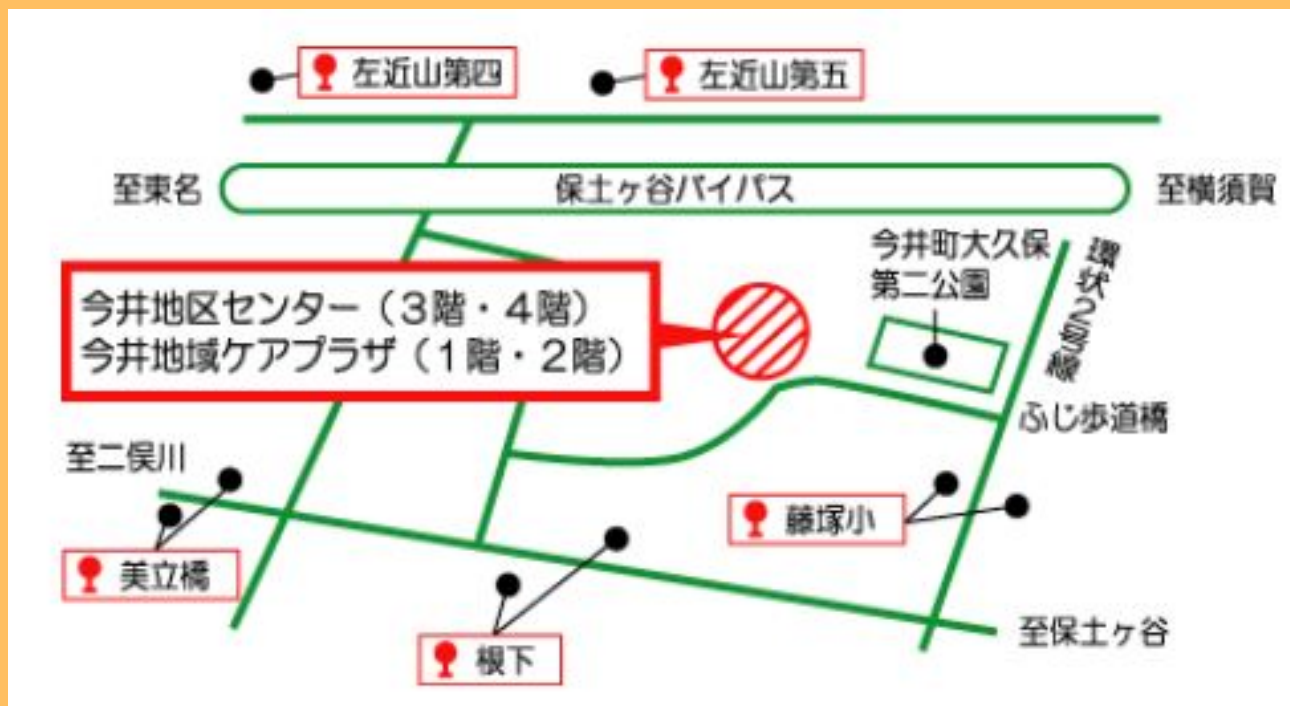 左近山第四
左近山第五
至東名
保土ヶ谷バイパス
至横須賀
今井町大久保
第二公園
環状2号線
今井地区センター（3階・4階）
今井地域ケアプラザ（1階・2階）
ふじ歩道橋
至二俣川
藤塚小
美立橋
根下
至保土ヶ谷